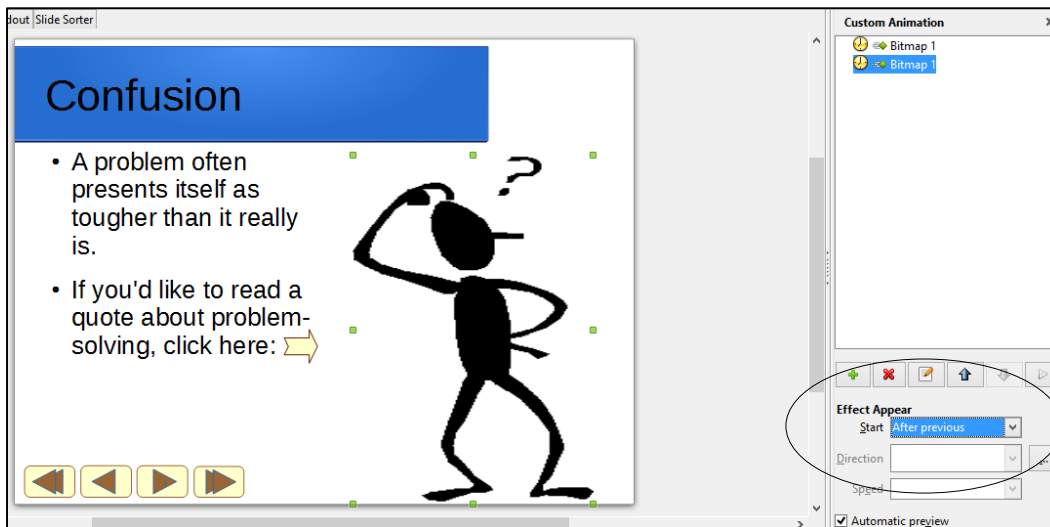 dout Slide Sorter
Custom Animation
Bitmap 1
Bitmap 1
Confusion
• A problem often
presents itself as
tougher than it really
is.
• If you'd like to read a
quote about problem-
solving, click here:
?
Effect Appear
Start After previous
Direction
...
Speed
Automatic preview